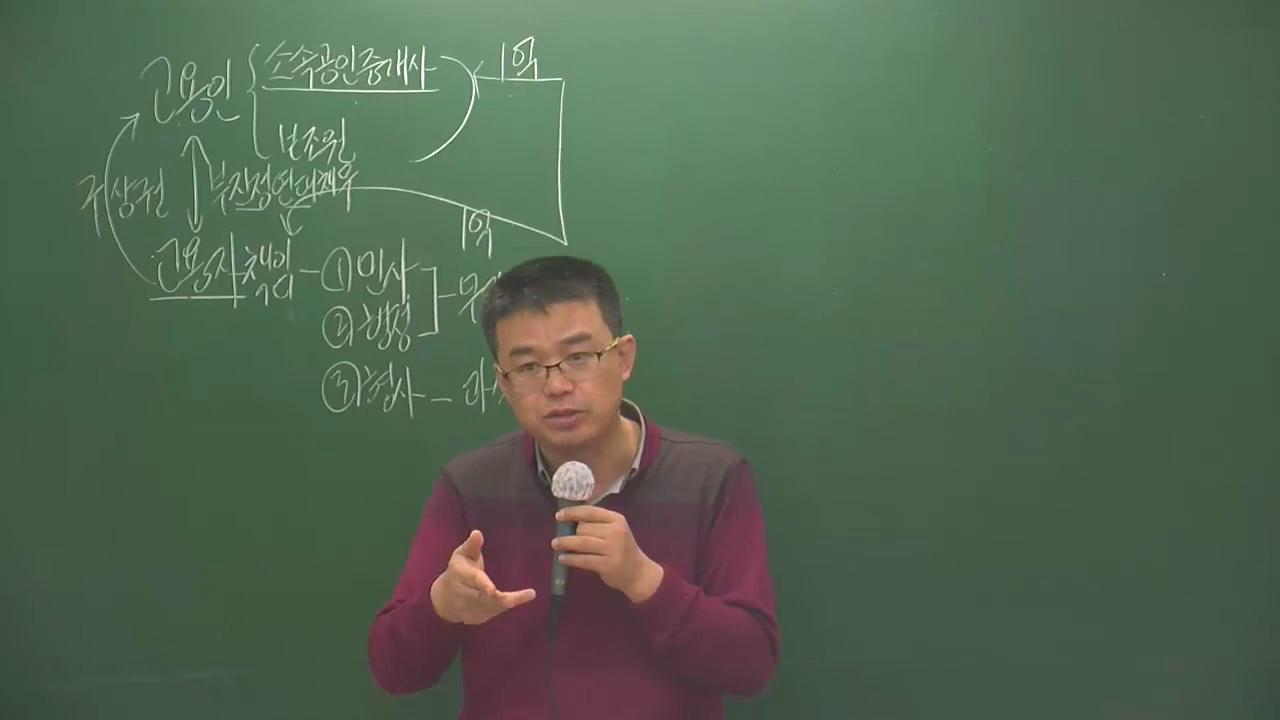 고용인 { 소속공인중개사 1억
보조원
구상권 부진정연대채무
1억
고용자책임 - ① 민사
② 행정
③ 형사 -